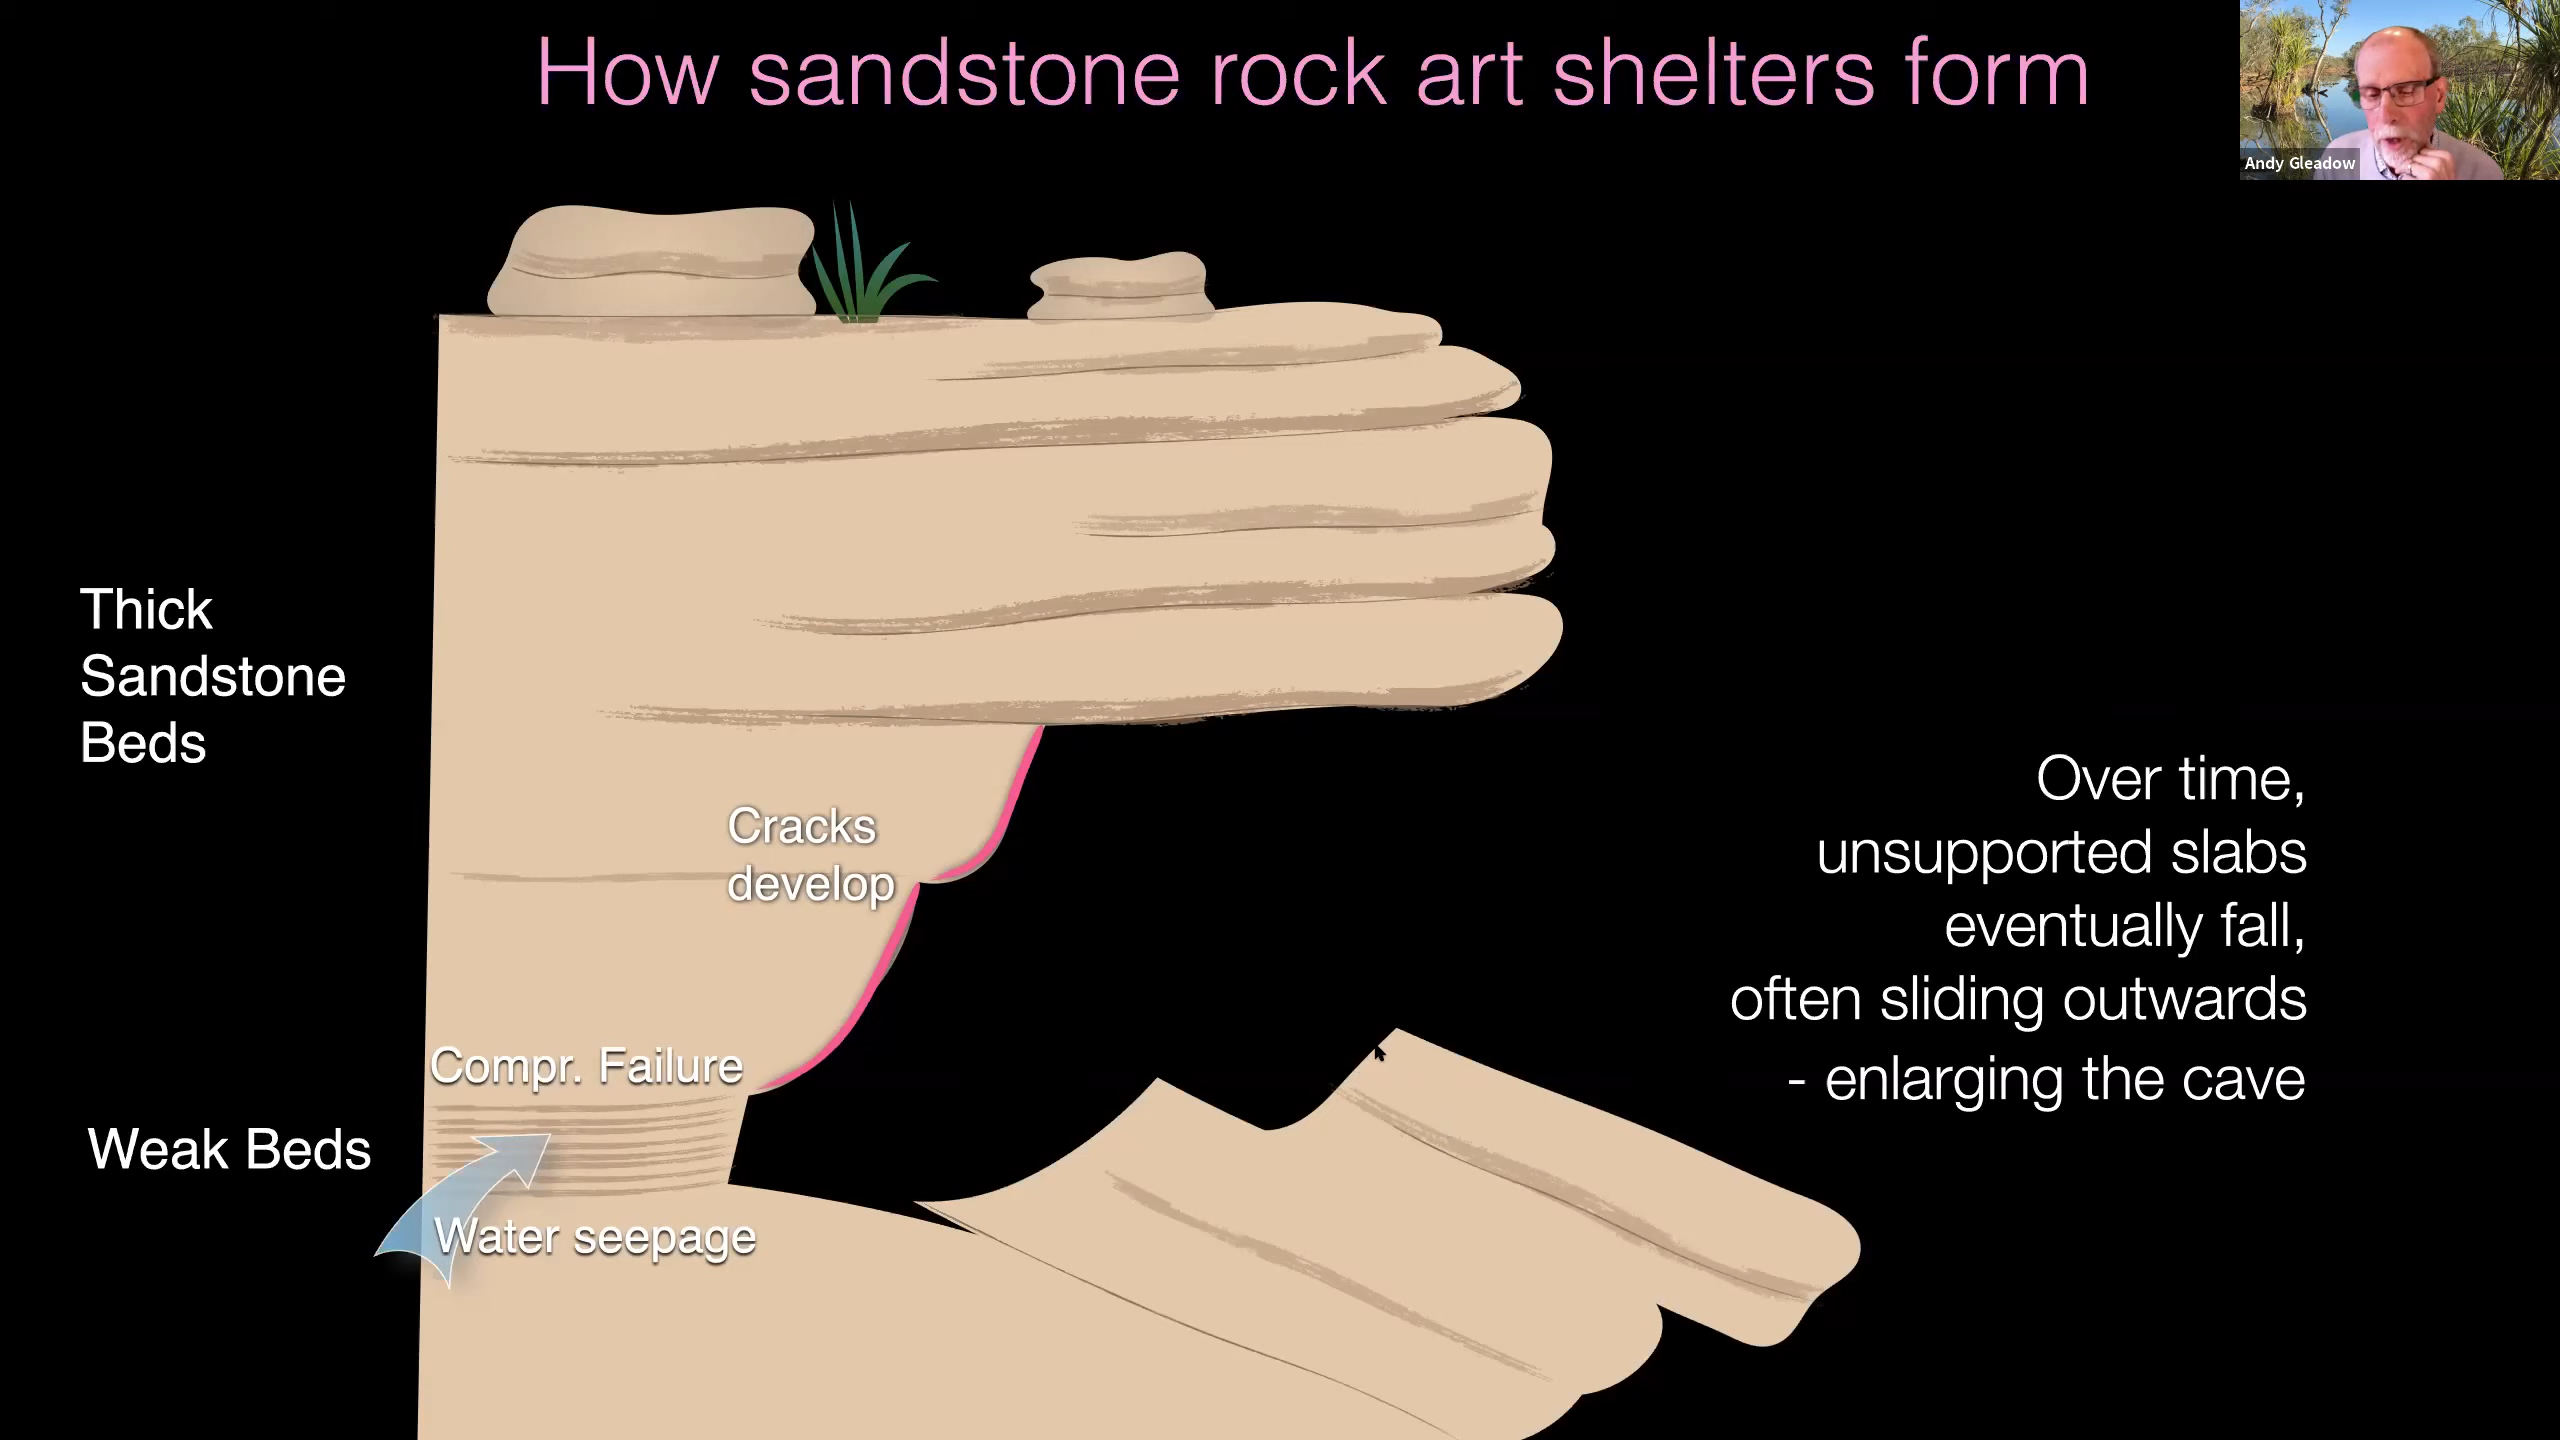 How sandstone rock art shelters form
Andy Gleadow
Thick
Sandstone
Beds
Cracks
develop
Over time,
unsupported slabs
eventually fall,
often sliding outwards
- enlarging the cave
Compr. Failure
Weak Beds
Water seepage